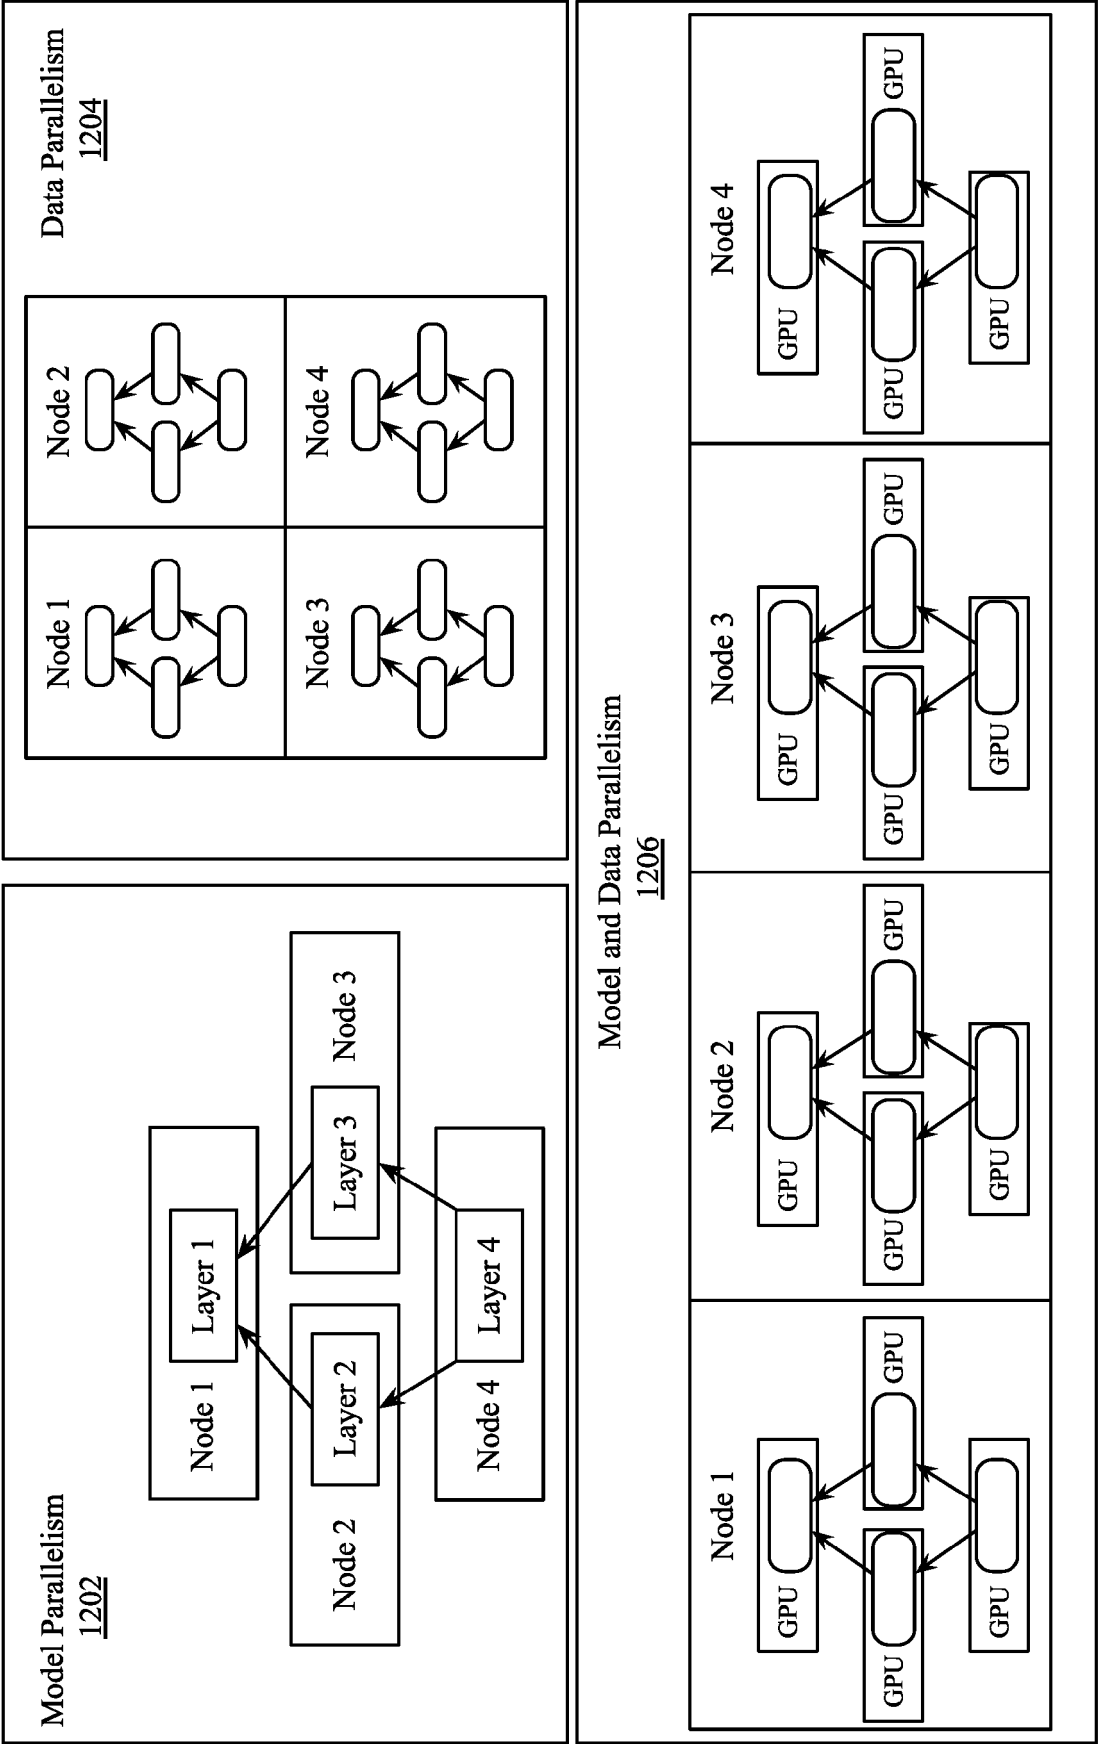 Model Parallelism
1202
Node 1
Layer 1
Node 2
Layer 2
Layer 3
Node 3
Node 4
Layer 4
Data Parallelism
1204
Node 1
Node 2
Node 3
Node 4
Model and Data Parallelism
1206
Node 1
GPU
GPU
GPU
GPU
Node 2
GPU
GPU
GPU
GPU
Node 3
GPU
GPU
GPU
GPU
Node 4
GPU
GPU
GPU
GPU